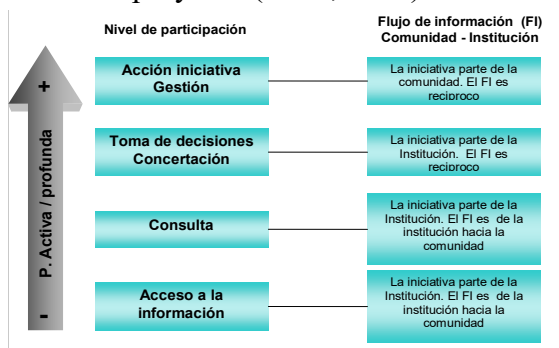 Nivel de participación
Flujo de información (FI)
Comunidad - Institución
+
Acción iniciativa
Gestión
La iniciativa parte de la
comunidad. El FI es
reciproco
Toma de decisiones
Concertación
La iniciativa parte de la
Institución. El FI es
reciproco
P. Activa / profunda
Consulta
La iniciativa parte de la
Institución. El FI es de la
institución hacia la
comunidad
Acceso a la
información
La iniciativa parte de la
Institución. El FI es de la
institución hacia la
comunidad
-